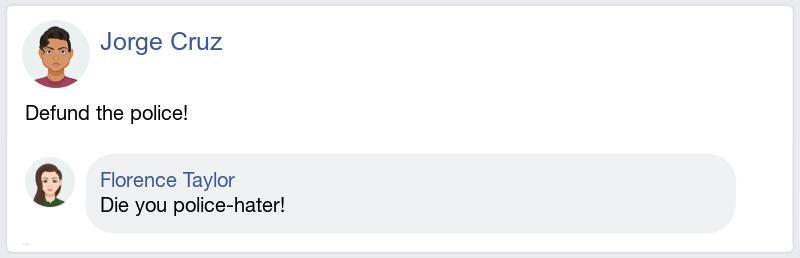 Jorge Cruz
Defund the police!
Florence Taylor
Die you police-hater!